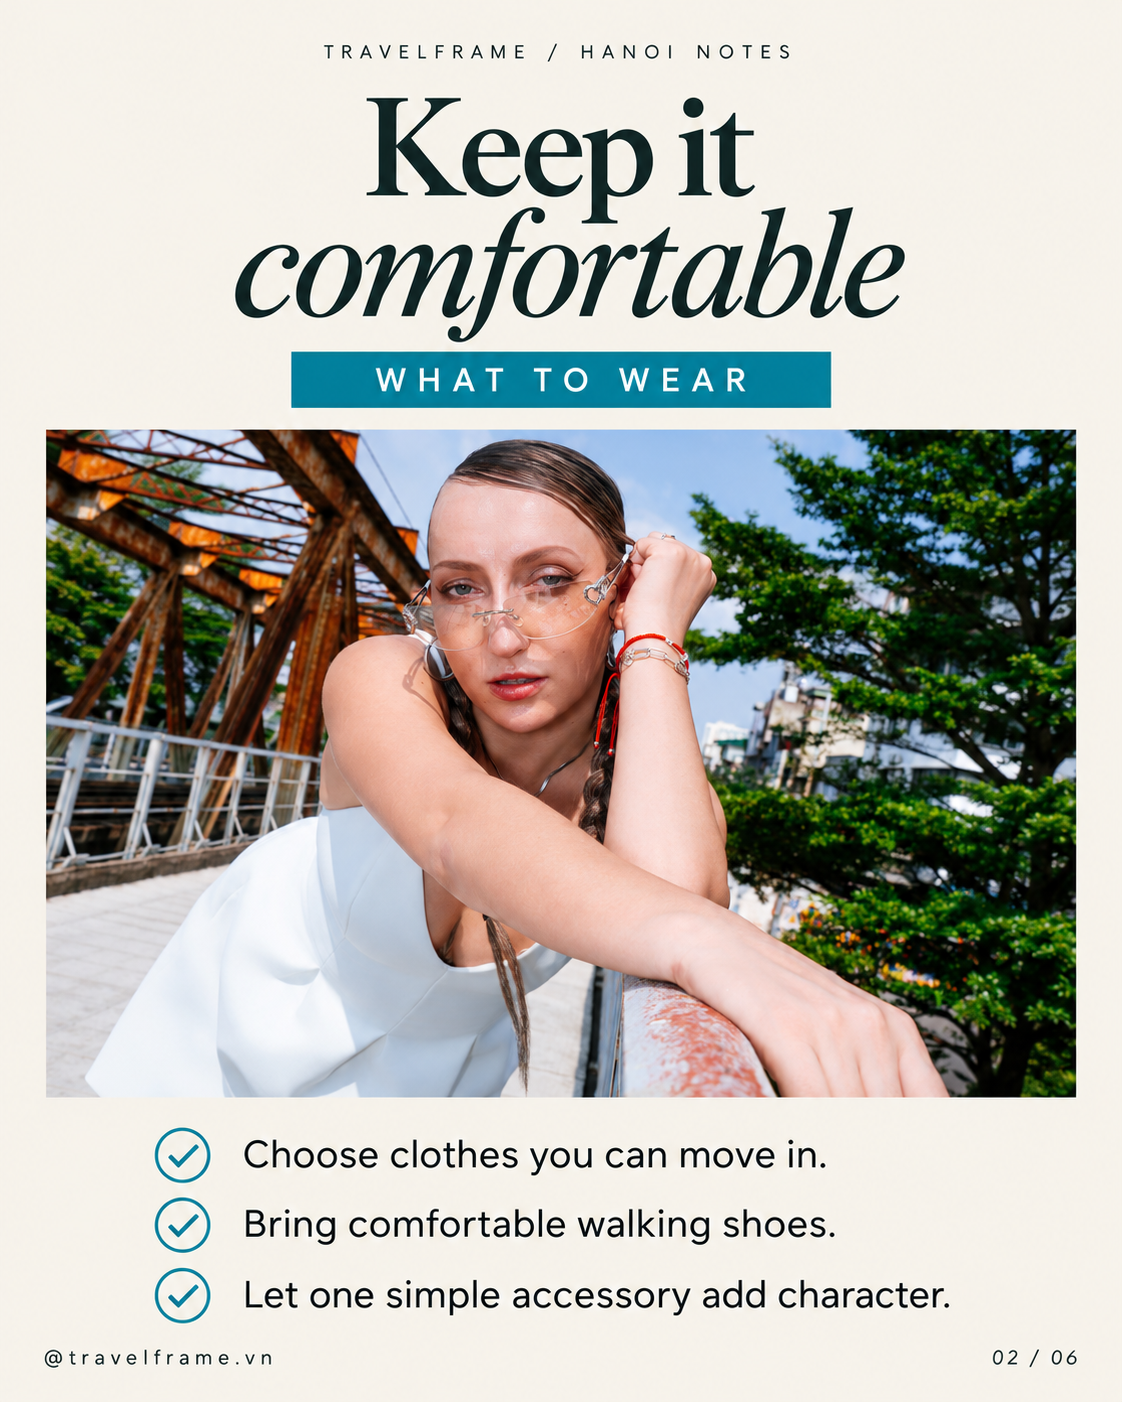 TRAVELFRAME / HANOI NOTES
Keep it
comfortable
WHAT TO WEAR
Choose clothes you can move in.
Bring comfortable walking shoes.
Let one simple accessory add character.
@travelframe.vn
02 / 06